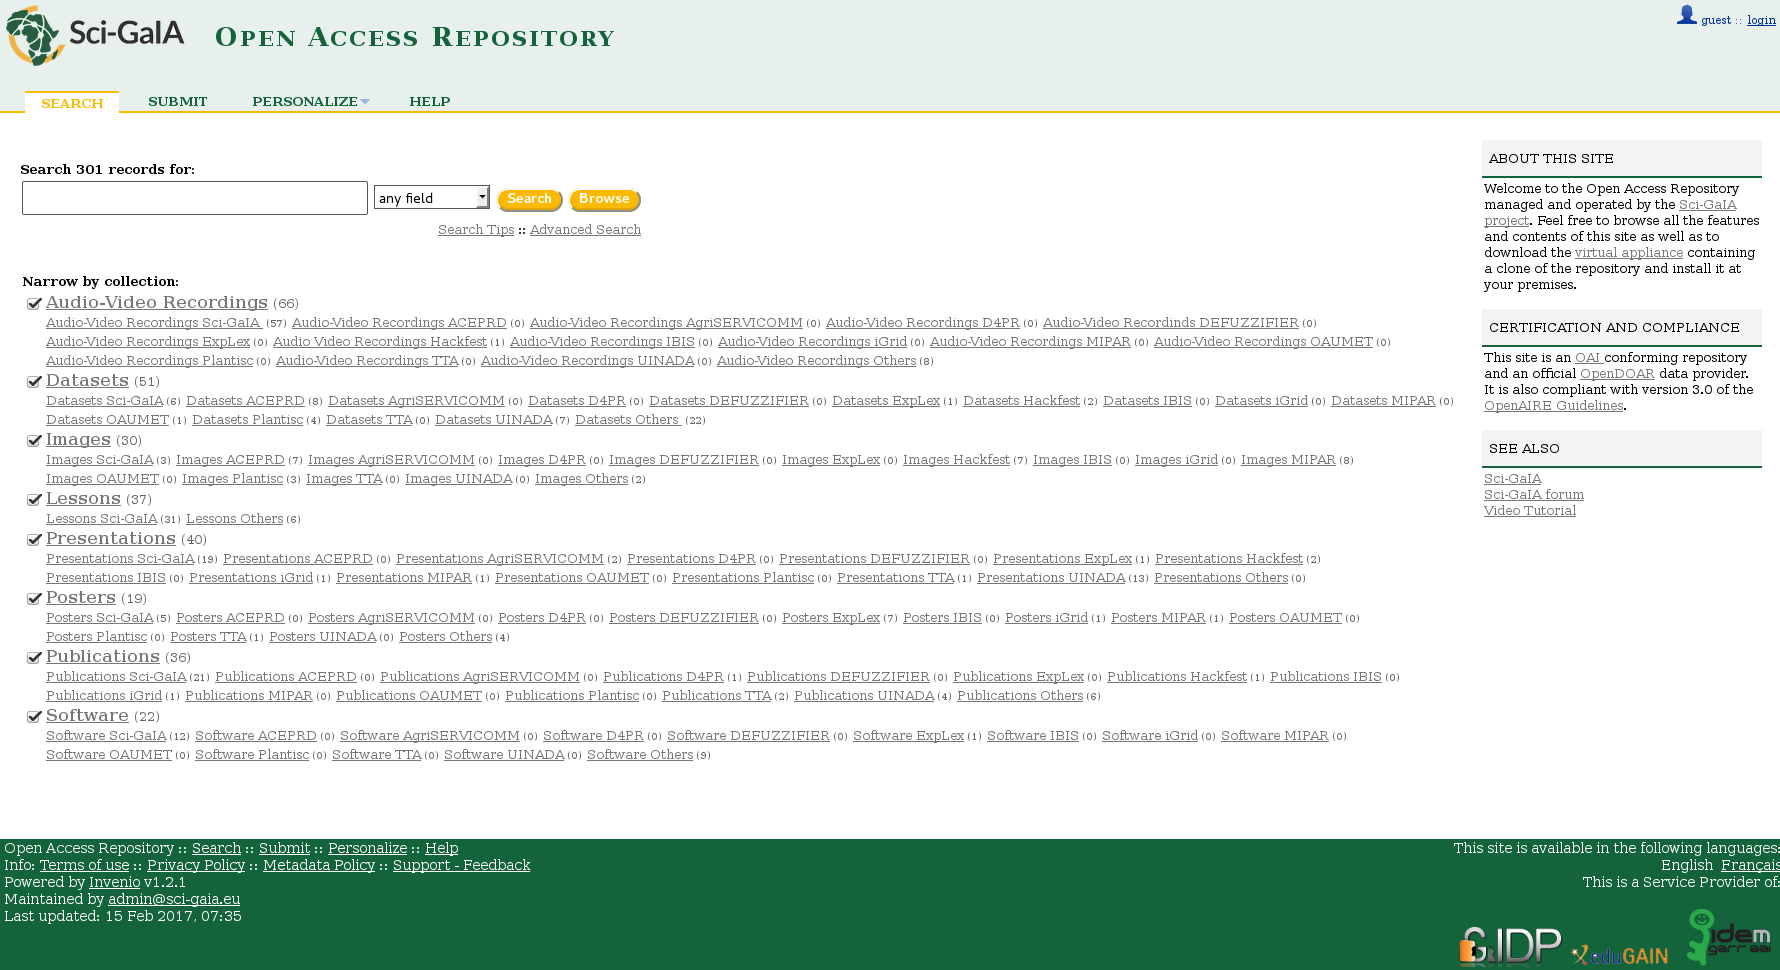 Sci-GaIA
Open Access Repository
guest :: login
SEARCH SUBMIT PERSONALIZE HELP
Search 301 records for:
any field Search Browse
Search Tips :: Advanced Search
Narrow by collection:
Audio-Video Recordings (66)
Audio-Video Recordings Sci-GaIA (57) Audio-Video Recordings ACEPRD (0) Audio-Video Recordings AgriSERVICOMM (0) Audio-Video Recordings D4PR (0) Audio-Video Recordinds DEFUZZIFIER (0)
Audio-Video Recordings ExpLex (0) Audio Video Recordings Hackfest (1) Audio-Video Recordings IBIS (0) Audio-Video Recordings iGrid (0) Audio-Video Recordings MIPAR (0) Audio-Video Recordings OAUMET (0)
Audio-Video Recordings Plantisc (0) Audio-Video Recordings TTA (0) Audio-Video Recordings UINADA (0) Audio-Video Recordings Others (8)
Datasets (51)
Datasets Sci-GaIA (6) Datasets ACEPRD (8) Datasets AgriSERVICOMM (0) Datasets D4PR (0) Datasets DEFUZZIFIER (0) Datasets ExpLex (1) Datasets Hackfest (2) Datasets IBIS (0) Datasets iGrid (0) Datasets MIPAR (0)
Datasets OAUMET (1) Datasets Plantisc (4) Datasets TTA (0) Datasets UINADA (7) Datasets Others (22)
Images (30)
Images Sci-GaIA (3) Images ACEPRD (7) Images AgriSERVICOMM (0) Images D4PR (0) Images DEFUZZIFIER (0) Images ExpLex (0) Images Hackfest (7) Images IBIS (0) Images iGrid (0) Images MIPAR (8)
Images OAUMET (0) Images Plantisc (3) Images TTA (0) Images UINADA (0) Images Others (2)
Lessons (37)
Lessons Sci-GaIA (31) Lessons Others (6)
Presentations (40)
Presentations Sci-GaIA (19) Presentations ACEPRD (0) Presentations AgriSERVICOMM (2) Presentations D4PR (0) Presentations DEFUZZIFIER (0) Presentations ExpLex (1) Presentations Hackfest (2)
Presentations IBIS (0) Presentations iGrid (1) Presentations MIPAR (1) Presentations OAUMET (0) Presentations Plantisc (0) Presentations TTA (1) Presentations UINADA (13) Presentations Others (0)
Posters (19)
Posters Sci-GaIA (5) Posters ACEPRD (0) Posters AgriSERVICOMM (0) Posters D4PR (0) Posters DEFUZZIFIER (0) Posters ExpLex (7) Posters IBIS (0) Posters iGrid (1) Posters MIPAR (1) Posters OAUMET (0)
Posters Plantisc (0) Posters TTA (1) Posters UINADA (0) Posters Others (4)
Publications (36)
Publications Sci-GaIA (21) Publications ACEPRD (0) Publications AgriSERVICOMM (0) Publications D4PR (1) Publications DEFUZZIFIER (0) Publications ExpLex (0) Publications Hackfest (1) Publications IBIS (0)
Publications iGrid (1) Publications MIPAR (0) Publications OAUMET (0) Publications Plantisc (0) Publications TTA (2) Publications UINADA (4) Publications Others (6)
Software (22)
Software Sci-GaIA (12) Software ACEPRD (0) Software AgriSERVICOMM (0) Software D4PR (0) Software DEFUZZIFIER (0) Software ExpLex (1) Software IBIS (0) Software iGrid (0) Software MIPAR (0)
Software OAUMET (0) Software Plantisc (0) Software TTA (0) Software UINADA (0) Software Others (9)
ABOUT THIS SITE
Welcome to the Open Access Repository
managed and operated by the Sci-GaIA
project. Feel free to browse all the features
and contents of this site as well as to
download the virtual appliance containing
a clone of the repository and install it at
your premises.
CERTIFICATION AND COMPLIANCE
This site is an OAI conforming repository
and an official OpenDOAR data provider.
It is also compliant with version 3.0 of the
OpenAIRE Guidelines.
SEE ALSO
Sci-GaIA
Sci-GaIA forum
Video Tutorial
Open Access Repository :: Search :: Submit :: Personalize :: Help
Info: Terms of use :: Privacy Policy :: Metadata Policy :: Support - Feedback
Powered by Invenio v1.2.1
Maintained by admin@sci-gaia.eu
Last updated: 15 Feb 2017, 07:35
This site is available in the following languages:
English Français
This is a Service Provider of:
IDP
eduGAIN
idem
garr aai